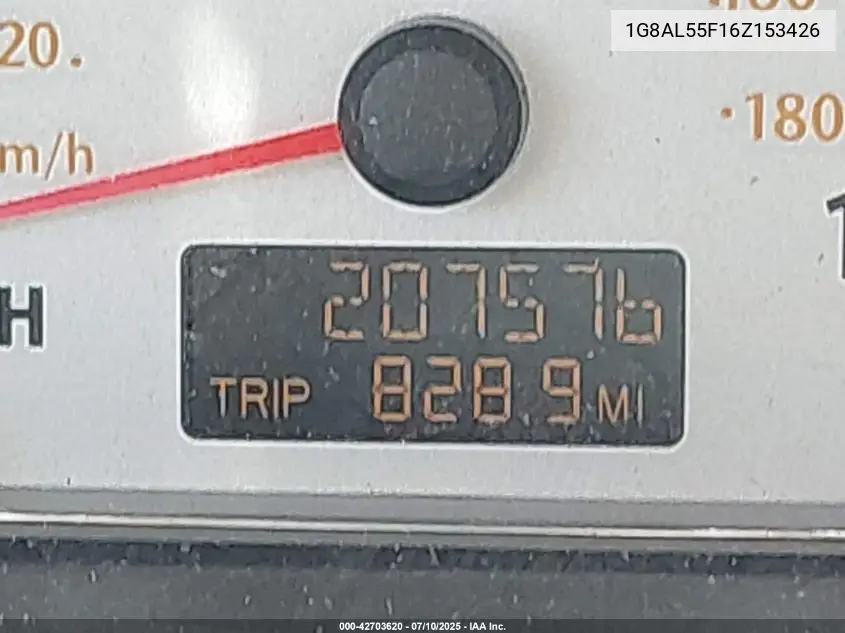 1G8AL55F16Z153426
20.
m/h
·180
H
207576
TRIP 828 9 MI
000-42703620 - 07/10/2025 - IAA Inc.